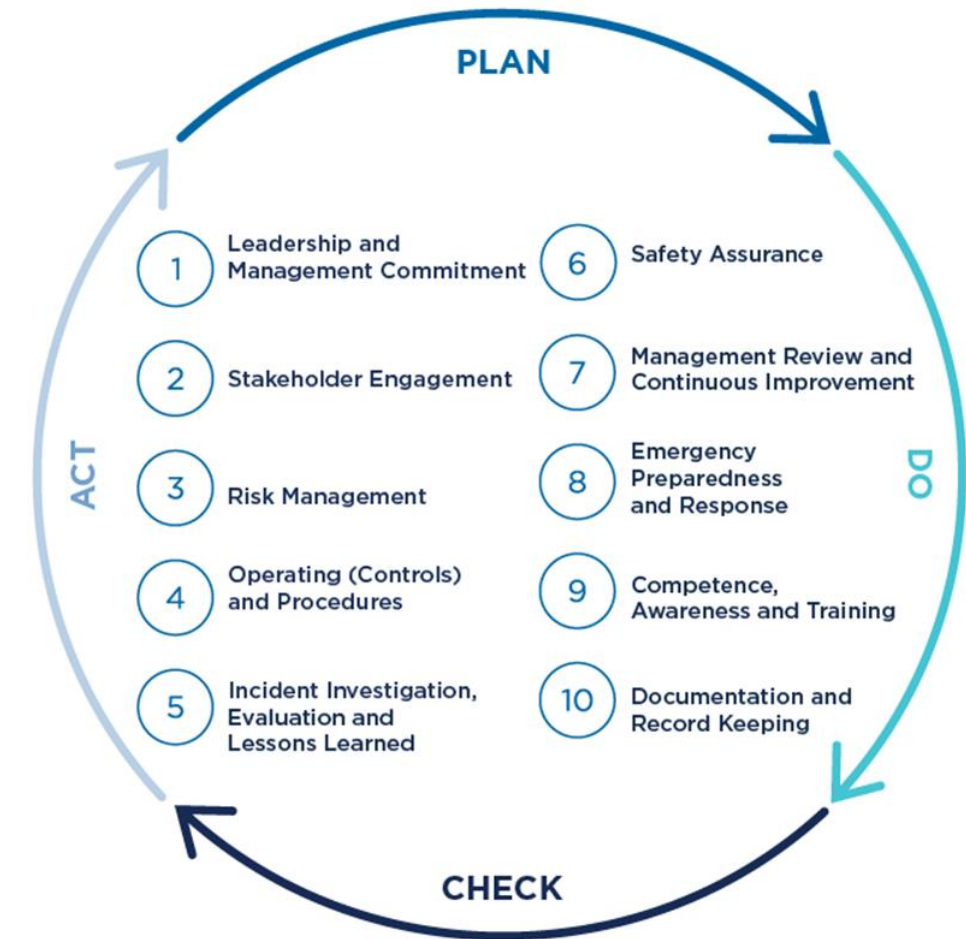 PLAN
1
Leadership and
Management Commitment
2
Stakeholder Engagement
3
Risk Management
4
Operating (Controls)
and Procedures
5
Incident Investigation,
Evaluation and
Lessons Learned
6
Safety Assurance
7
Management Review and
Continuous Improvement
8
Emergency
Preparedness
and Response
9
Competence,
Awareness and Training
10
Documentation and
Record Keeping
DO
CHECK
ACT